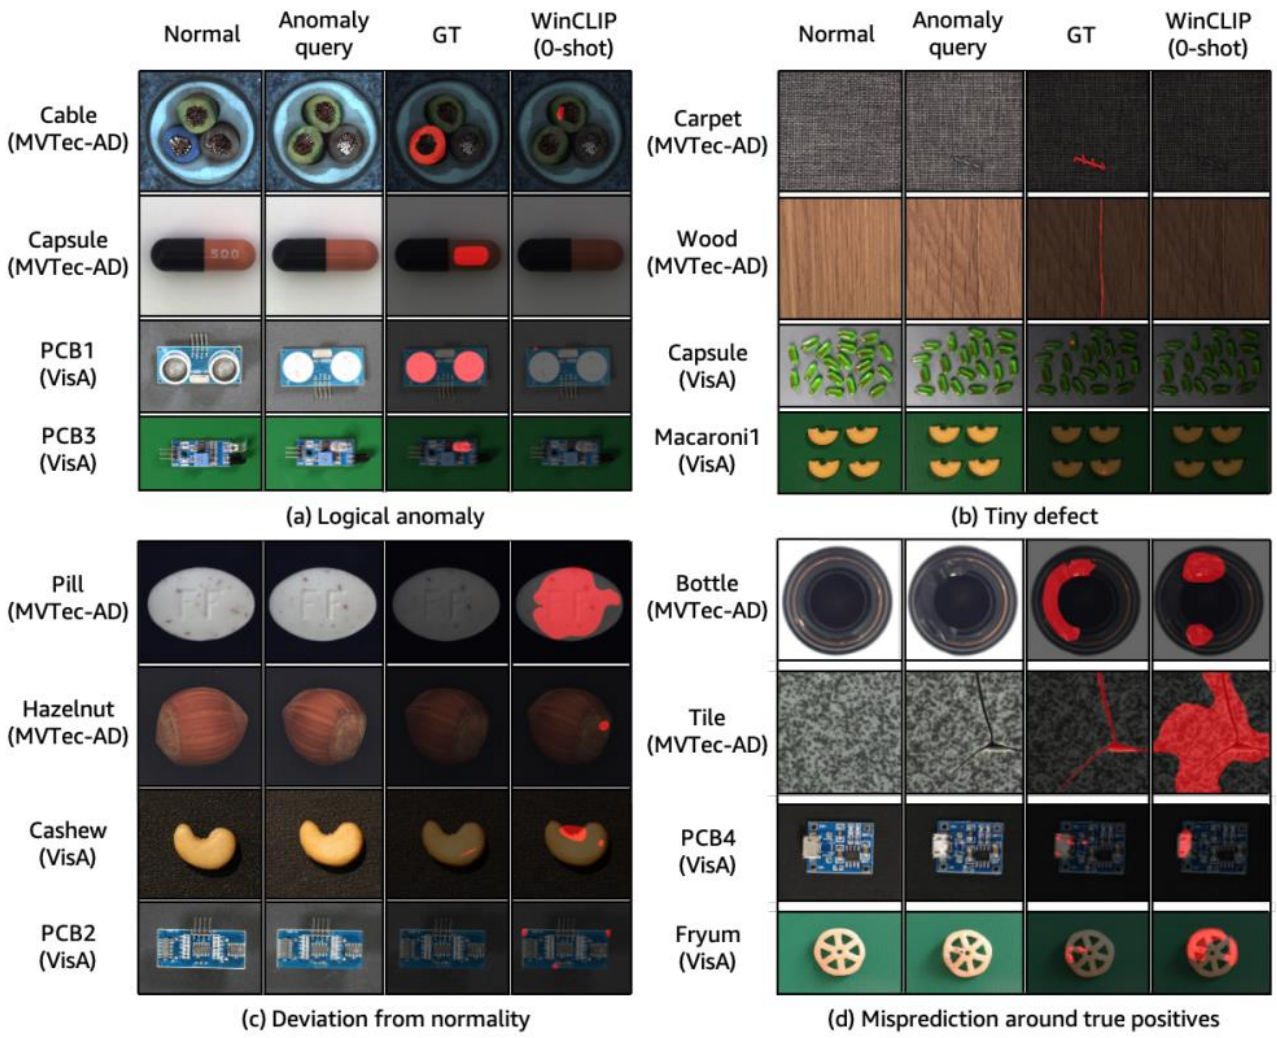 Normal
Anomaly
query
GT
WinCLIP
(0-shot)
Cable
(MVTec-AD)
Capsule
(MVTec-AD)
500
PCB1
(VisA)
PCB3
(VisA)
(a) Logical anomaly
Normal
Anomaly
query
GT
WinCLIP
(0-shot)
Carpet
(MVTec-AD)
Wood
(MVTec-AD)
Capsule
(VisA)
Macaroni1
(VisA)
(b) Tiny defect
Pill
(MVTec-AD)
FF
FF
FF
Hazelnut
(MVTec-AD)
Cashew
(VisA)
PCB2
(VisA)
(c) Deviation from normality
Bottle
(MVTec-AD)
Tile
(MVTec-AD)
PCB4
(VisA)
Fryum
(VisA)
(d) Misprediction around true positives